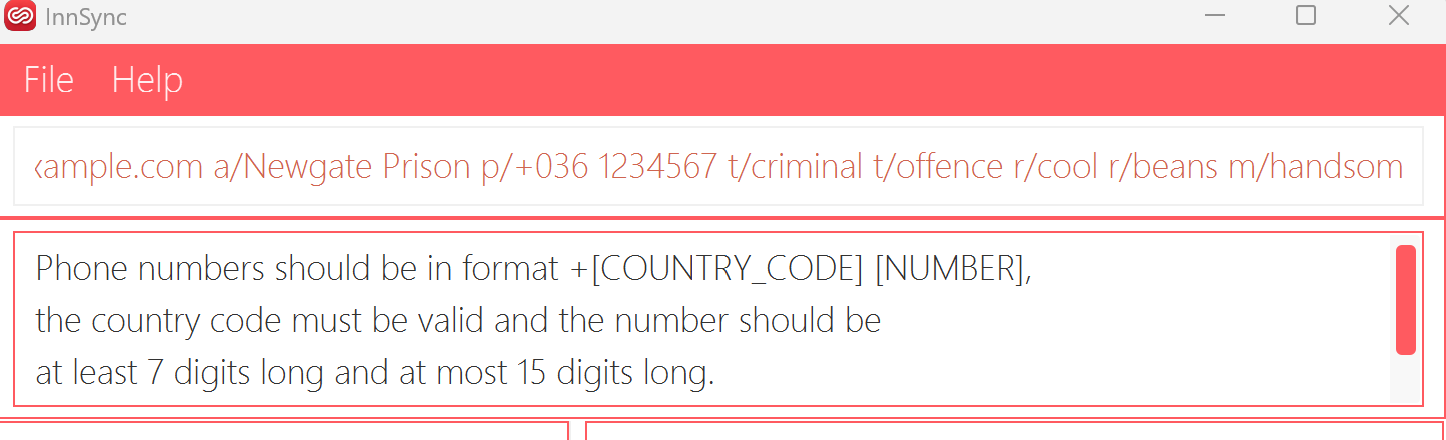 InnSync
File Help
xample.com a/Newgate Prison p/+036 1234567 t/criminal t/offence r/cool r/beans m/handsom
Phone numbers should be in format +[COUNTRY_CODE] [NUMBER],
the country code must be valid and the number should be
at least 7 digits long and at most 15 digits long.